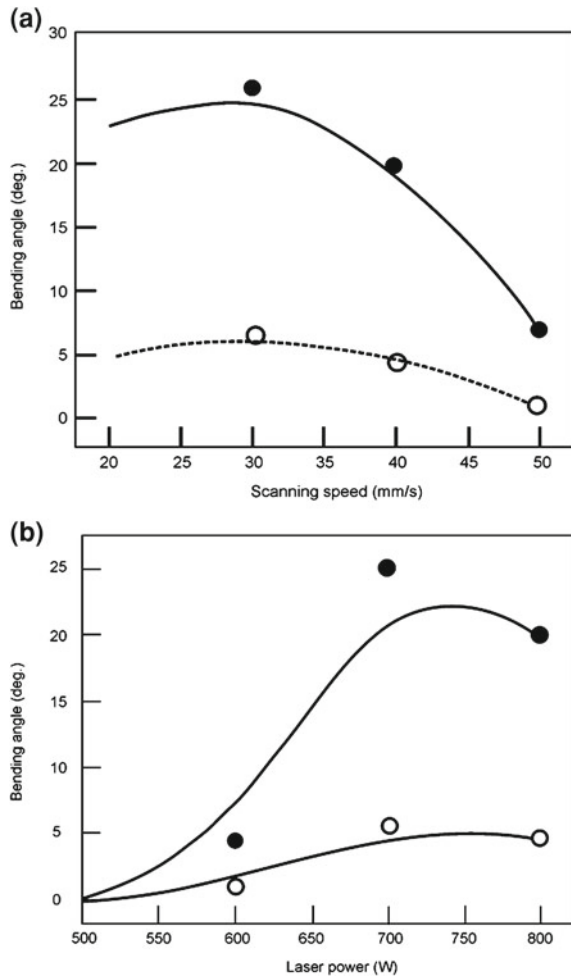 (a)
30
25
20
15
10
5
0
Bending angle (deg.)
20 25 30 35 40 45 50
Scanning speed (mm/s)
(b)
25
20
15
10
5
0
Bending angle (deg.)
500 550 600 650 700 750 800
Laser power (W)